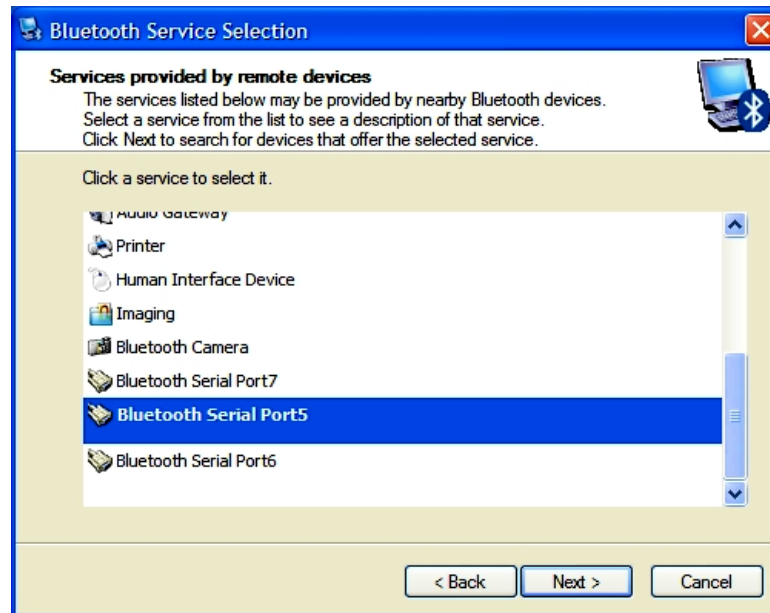 Bluetooth Service Selection
Services provided by remote devices
The services listed below may be provided by nearby Bluetooth devices.
Select a service from the list to see a description of that service.
Click Next to search for devices that offer the selected service.
Click a service to select it.
Audio Gateway
Printer
Human Interface Device
Imaging
Bluetooth Camera
Bluetooth Serial Port7
Bluetooth Serial Port5
Bluetooth Serial Port6
< Back Next > Cancel